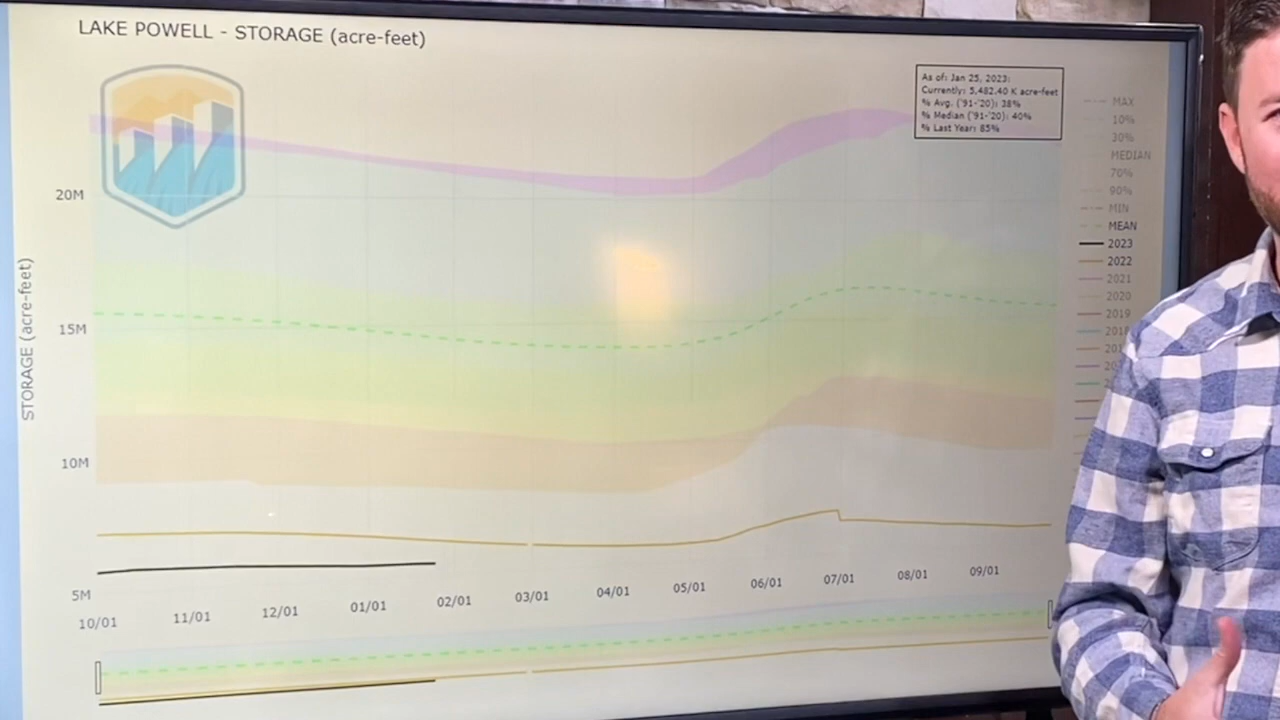 LAKE POWELL - STORAGE (acre-feet)
As of: Jan 25, 2023:
Currently: 5,482.40 K acre-feet
% Avg. ('91-'20): 38%
% Median ('91-'20): 40%
% Last Year: 85%
MAX
10%
30%
MEDIAN
70%
90%
MIN
MEAN
2023
2022
2021
2020
2019
STORAGE (acre-feet)
20M
15M
10M
5M
10/01
11/01
12/01
01/01
02/01
03/01
04/01
05/01
06/01
07/01
08/01
09/01